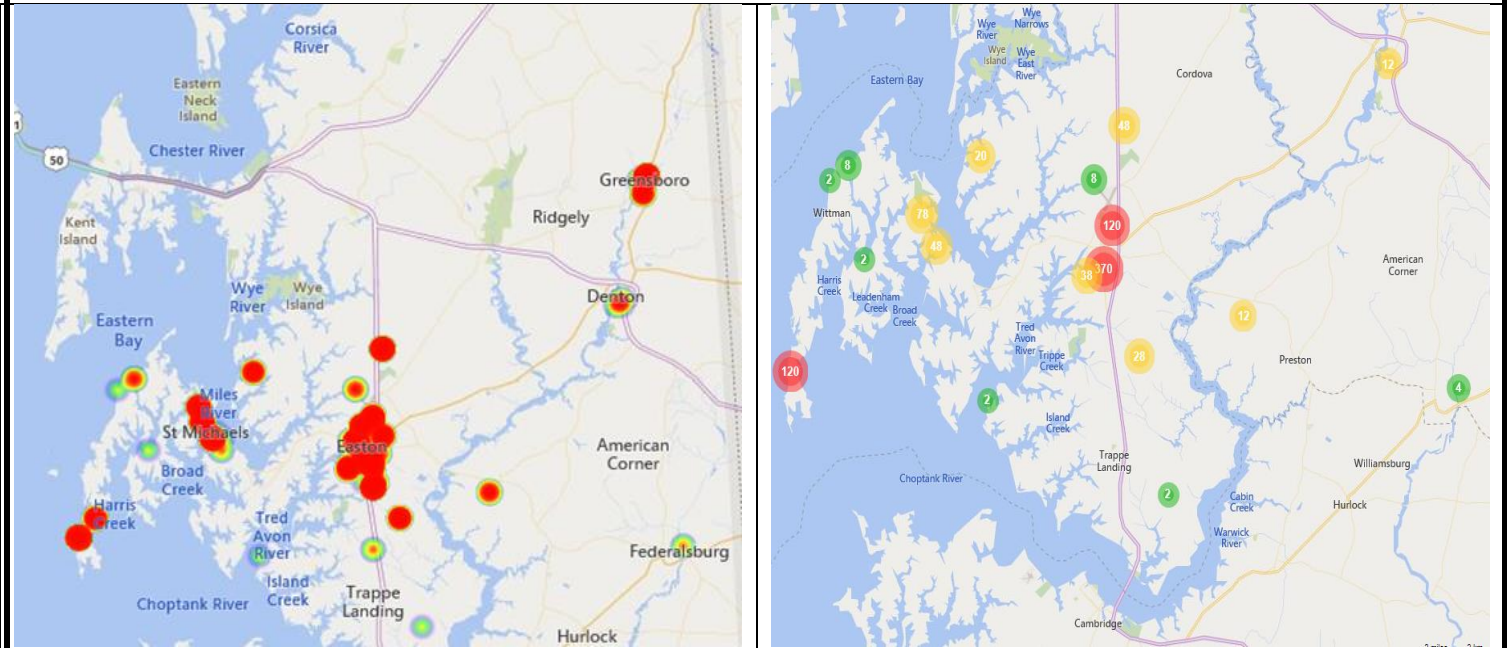 Corsica
River
Eastern
Neck
Island
Chester River
50
Greensboro
Ridgely
Kent
Island
Denton
Wye
River
Wye
Island
Eastern
Bay
Miles
River
St Michaels
Easton
American
Corner
Broad
Creek
Harris
Creek
Tred
Avon
River
Federalsburg
Island
Creek
Choptank River
Trappe
Landing
Hurlock
Wye
River
Wye
Narrows
Wye
Island
Wye
East
River
Eastern Bay
Cordova
12
48
20
8
2
8
Wittman
78
48
120
2
38
370
American
Corner
Harris
Creek
Leadenham
Creek
Broad
Creek
12
Tred
Avon
River
Trippe
Creek
28
Preston
120
2
4
Island
Creek
Trappe
Landing
Williamsburg
Choptank River
2
Cabin
Creek
Hurlock
Warwick
River
Cambridge